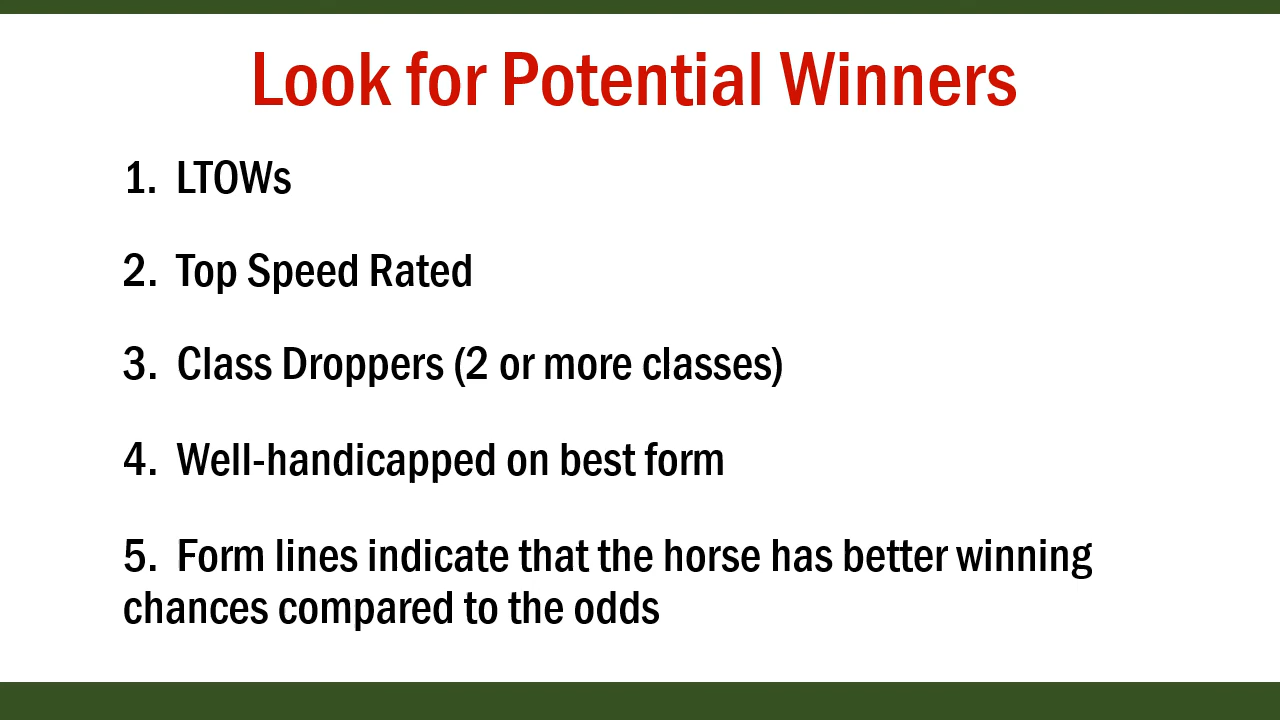 Look for Potential Winners
1. LTOWs
2. Top Speed Rated
3. Class Droppers (2 or more classes)
4. Well-handicapped on best form
5. Form lines indicate that the horse has better winning
chances compared to the odds